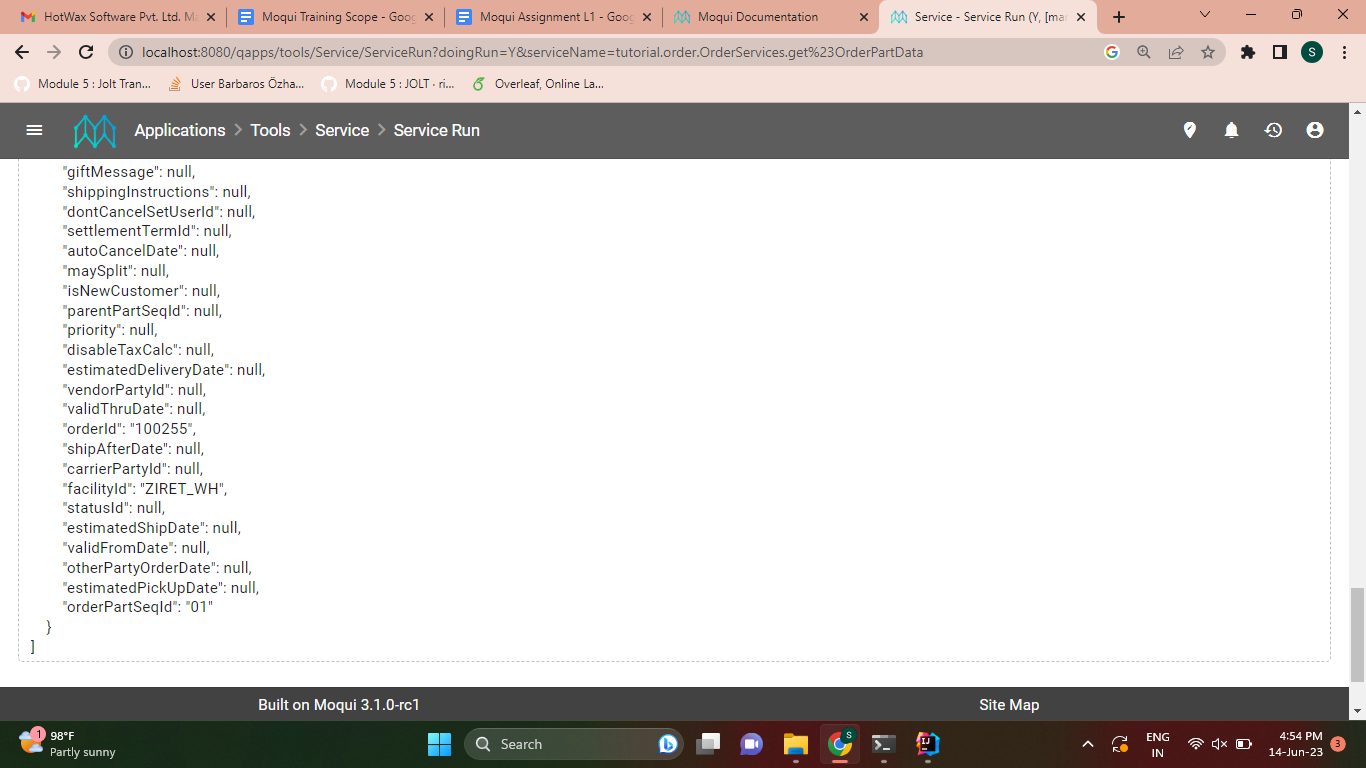 HotWax Software Pvt. Ltd. M
Moqui Training Scope - Goog
Moqui Assignment L1 - Goog
Moqui Documentation
Service - Service Run (Y, [mar
localhost:8080/qapps/tools/Service/ServiceRun?doingRun=Y&serviceName=tutorial.order.OrderServices.get%23OrderPartData
S
Module 5 : Jolt Tran...
User Barbaros Özha...
Module 5 : JOLT · ri...
Overleaf, Online La...
Applications
Tools
Service
Service Run
"giftMessage": null,
"shippingInstructions": null,
"dontCancelSetUserId": null,
"settlementTermId": null,
"autoCancelDate": null,
"maySplit": null,
"isNewCustomer": null,
"parentPartSeqId": null,
"priority": null,
"disableTaxCalc": null,
"estimatedDeliveryDate": null,
"vendorPartyId": null,
"validThruDate": null,
"orderId": "100255",
"shipAfterDate": null,
"carrierPartyId": null,
"facilityId": "ZIRET_WH",
"statusId": null,
"estimatedShipDate": null,
"validFromDate": null,
"otherPartyOrderDate": null,
"estimatedPickUpDate": null,
"orderPartSeqId": "01"
}
]
Built on Moqui 3.1.0-rc1
Site Map
1
98°F
Partly sunny
Search
S
ENG
IN
4:54 PM
14-Jun-23
3